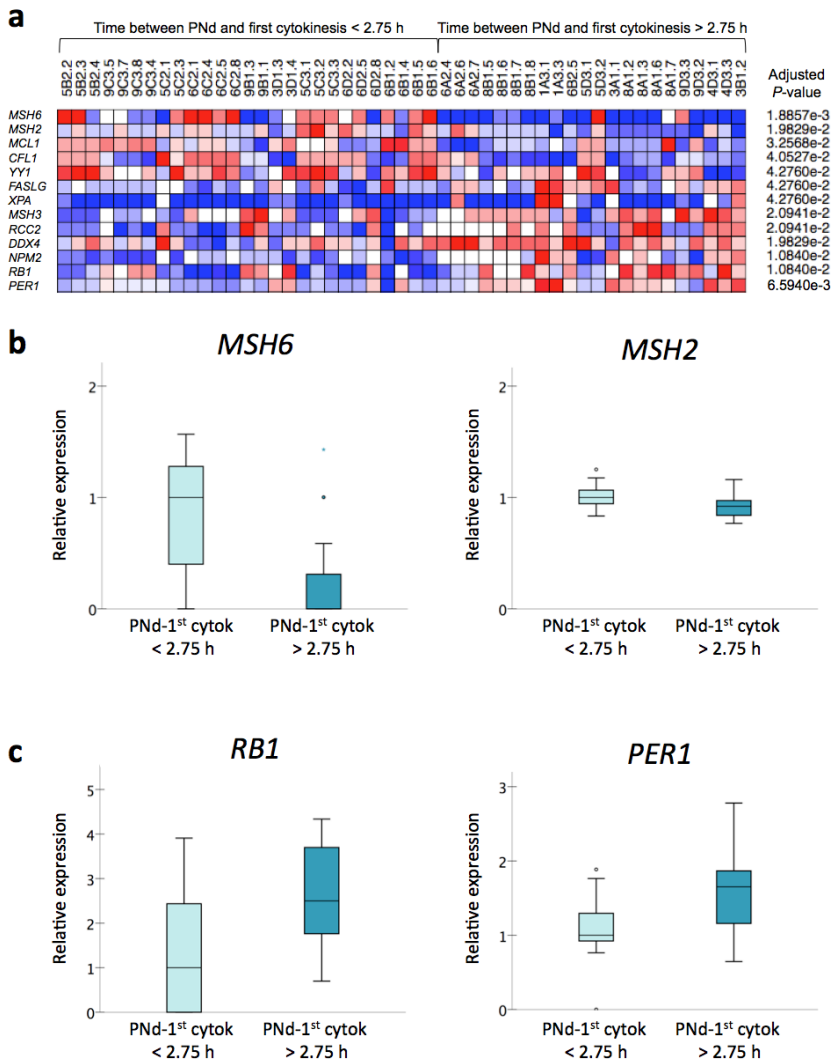 a
Time between PNd and first cytokinesis < 2.75 h
Time between PNd and first cytokinesis > 2.75 h
5B2.2
5B2.3
5B2.4
9C3.5
9C3.7
9C3.8
9C3.4
5C2.1
5C2.3
6C2.1
6C2.4
6C2.5
6C2.8
9B1.3
9B1.1
3D1.3
3D1.4
5C3.1
5C3.2
5C3.3
6D2.2
6D2.5
6D2.8
6B1.2
6B1.4
6B1.5
6B1.6
6A2.4
6A2.6
6A2.7
8B1.5
8B1.6
8B1.7
8B1.8
1A3.1
1A3.3
6B2.5
5D3.1
5D3.2
3A1.1
8A1.2
8A1.3
8A1.6
8A1.7
9D3.3
9D3.2
4D3.1
4D3.3
3B1.2
Adjusted
P-value
MSH6 1.8857e-3
MSH2 1.9829e-2
MCL1 3.2568e-2
CFL1 4.0527e-2
YY1 4.2760e-2
FASLG 4.2760e-2
XPA 4.2760e-2
MSH3 2.0941e-2
RCC2 2.0941e-2
DDX4 1.9829e-2
NPM2 1.0840e-2
RB1 1.0840e-2
PER1 6.5940e-3
b
MSH6
Relative expression
2
1
0
PNd-1st cytok
< 2.75 h
PNd-1st cytok
> 2.75 h
MSH2
Relative expression
2
1
0
PNd-1st cytok
< 2.75 h
PNd-1st cytok
> 2.75 h
c
RB1
Relative expression
5
4
3
2
1
0
PNd-1st cytok
< 2.75 h
PNd-1st cytok
> 2.75 h
PER1
Relative expression
3
2
1
0
PNd-1st cytok
< 2.75 h
PNd-1st cytok
> 2.75 h